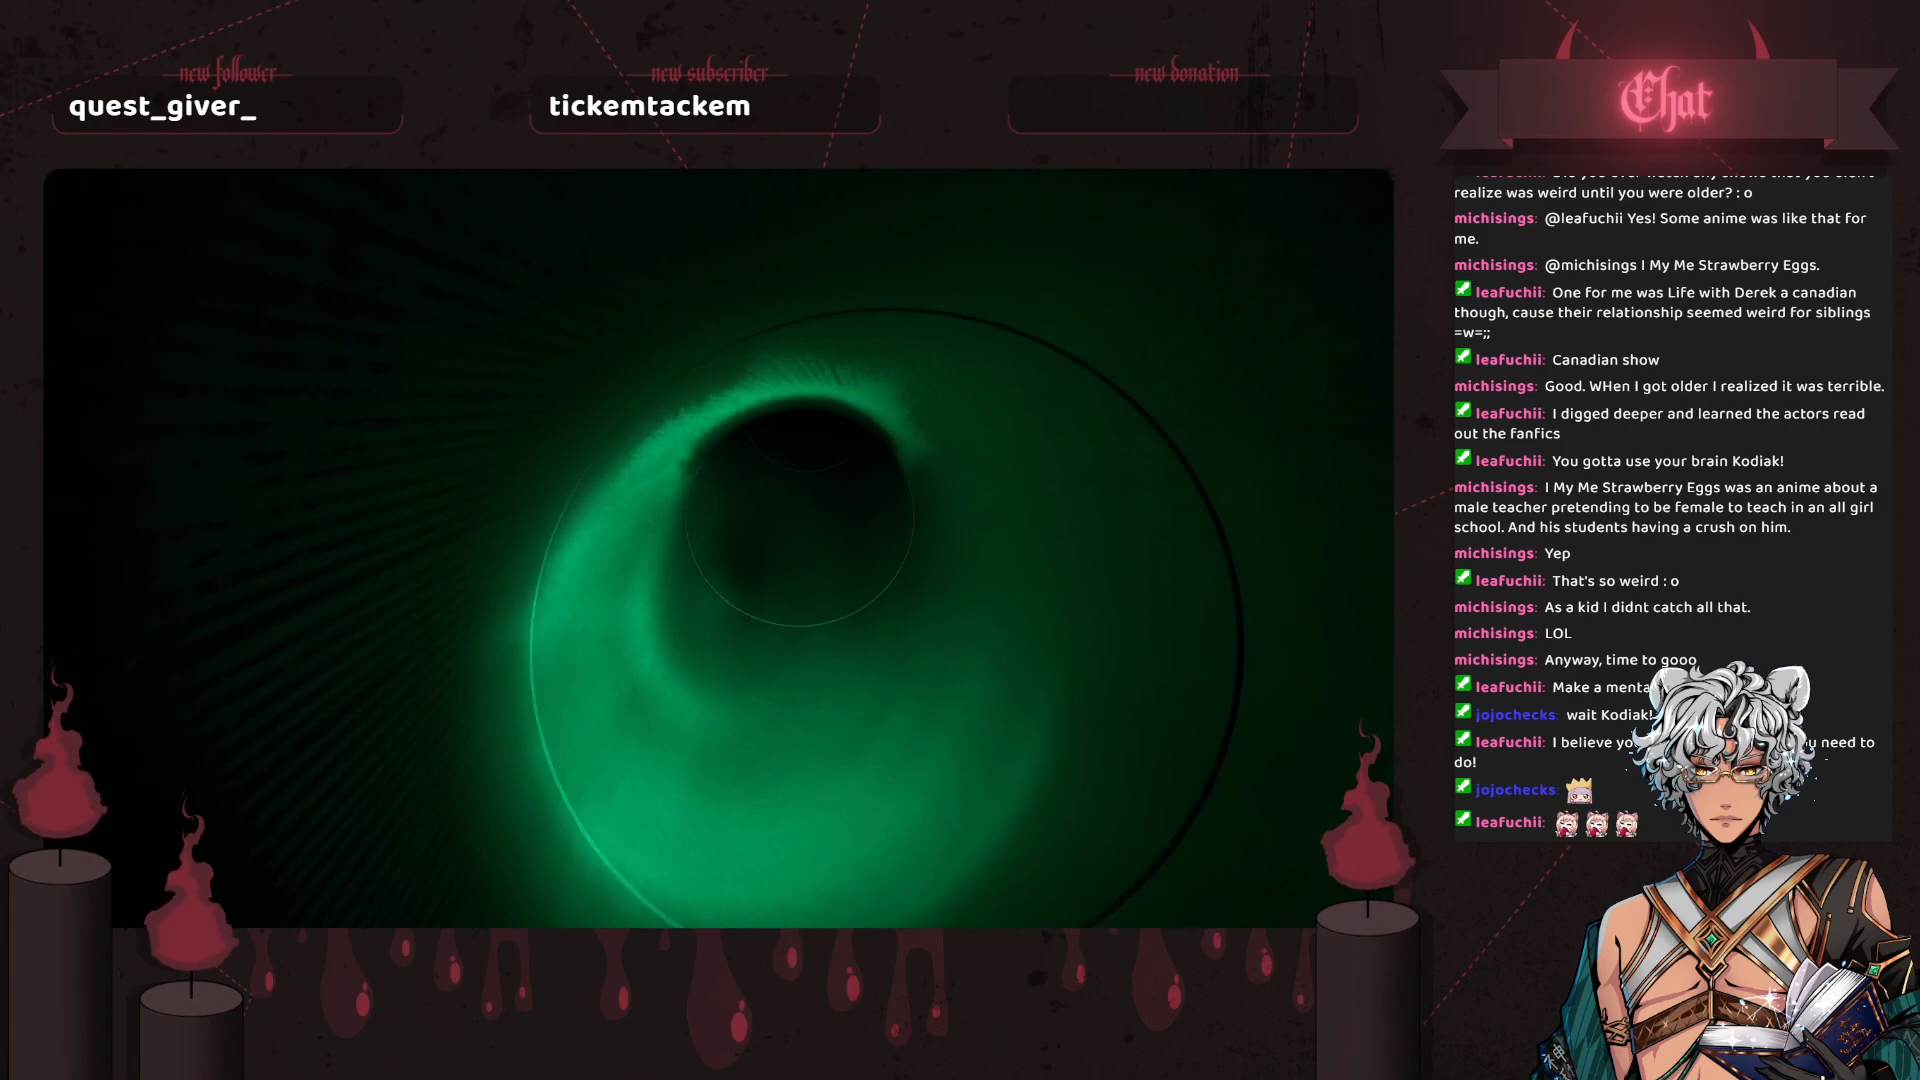 new follower
quest_giver_
new subscriber
tickemtackem
new donation
Chat
realize was weird until you were older? : o
michisings: @leafuchii Yes! Some anime was like that for
me.
michisings: @michisings I My Me Strawberry Eggs.
leafuchii: One for me was Life with Derek a canadian
though, cause their relationship seemed weird for siblings
=w=;;
leafuchii: Canadian show
michisings: Good. WHen I got older I realized it was terrible.
leafuchii: I digged deeper and learned the actors read
out the fanfics
leafuchii: You gotta use your brain Kodiak!
michisings: I My Me Strawberry Eggs was an anime about a
male teacher pretending to be female to teach in an all girl
school. And his students having a crush on him.
michisings: Yep
leafuchii: That's so weird : o
michisings: As a kid I didnt catch all that.
michisings: LOL
michisings: Anyway, time to gooo
leafuchii: Make a menta
jojochecks: wait Kodiak!
leafuchii: I believe yo u need to
do!
jojochecks:
leafuchii: